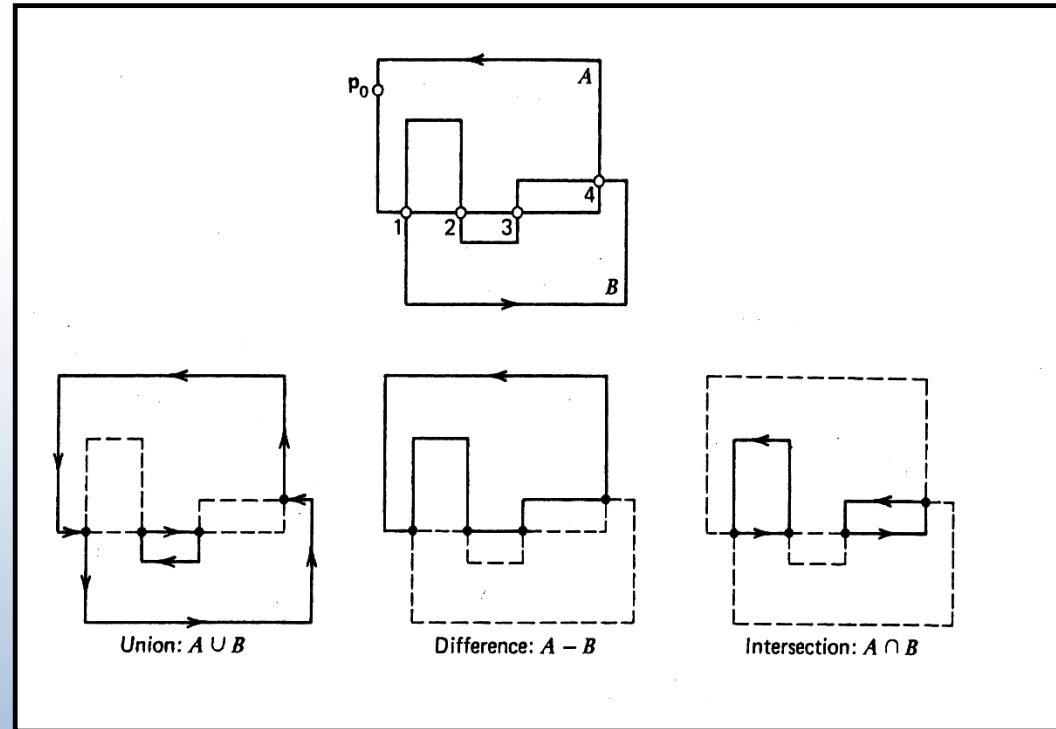 A
p₀
4
1 2 3
B
Union: A ∪ B
Difference: A − B
Intersection: A ∩ B